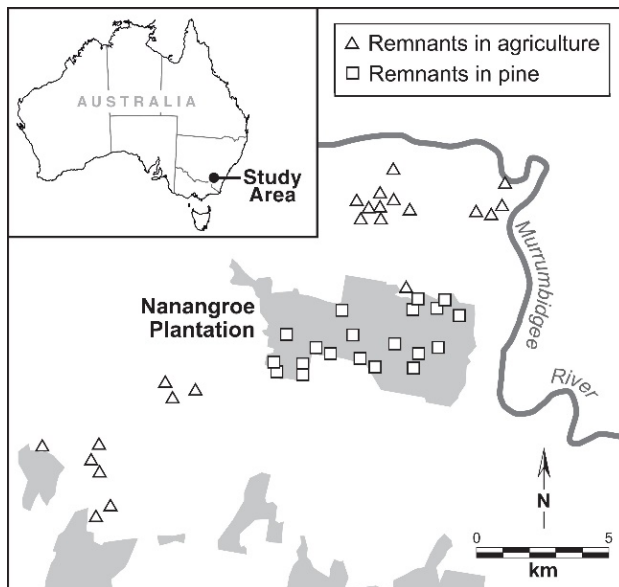 AUSTRALIA
Study
Area
Remnants in agriculture
Remnants in pine
Murrumbidgee
River
Nanangroe
Plantation
N
0 5
km